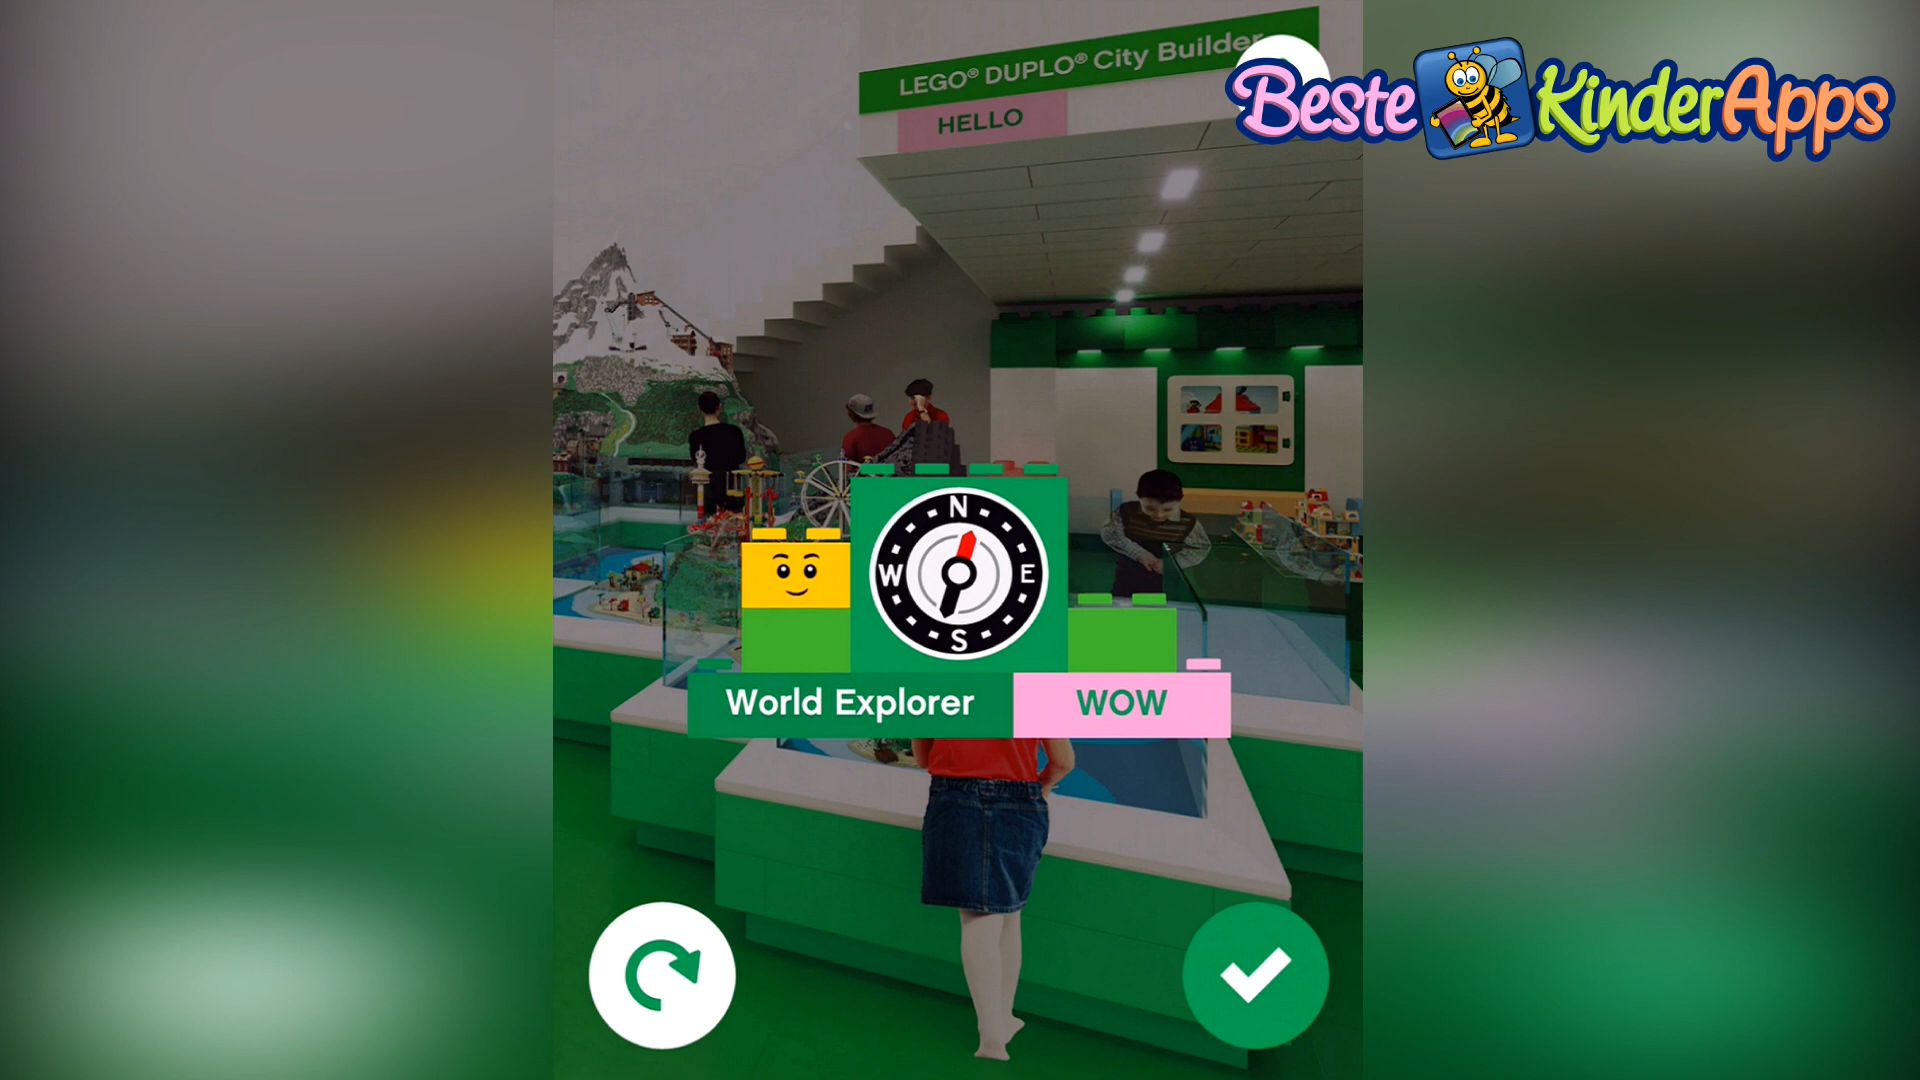 LEGO® DUPLO® City Builder
HELLO
Beste KinderApps
N
W E
S
World Explorer WOW